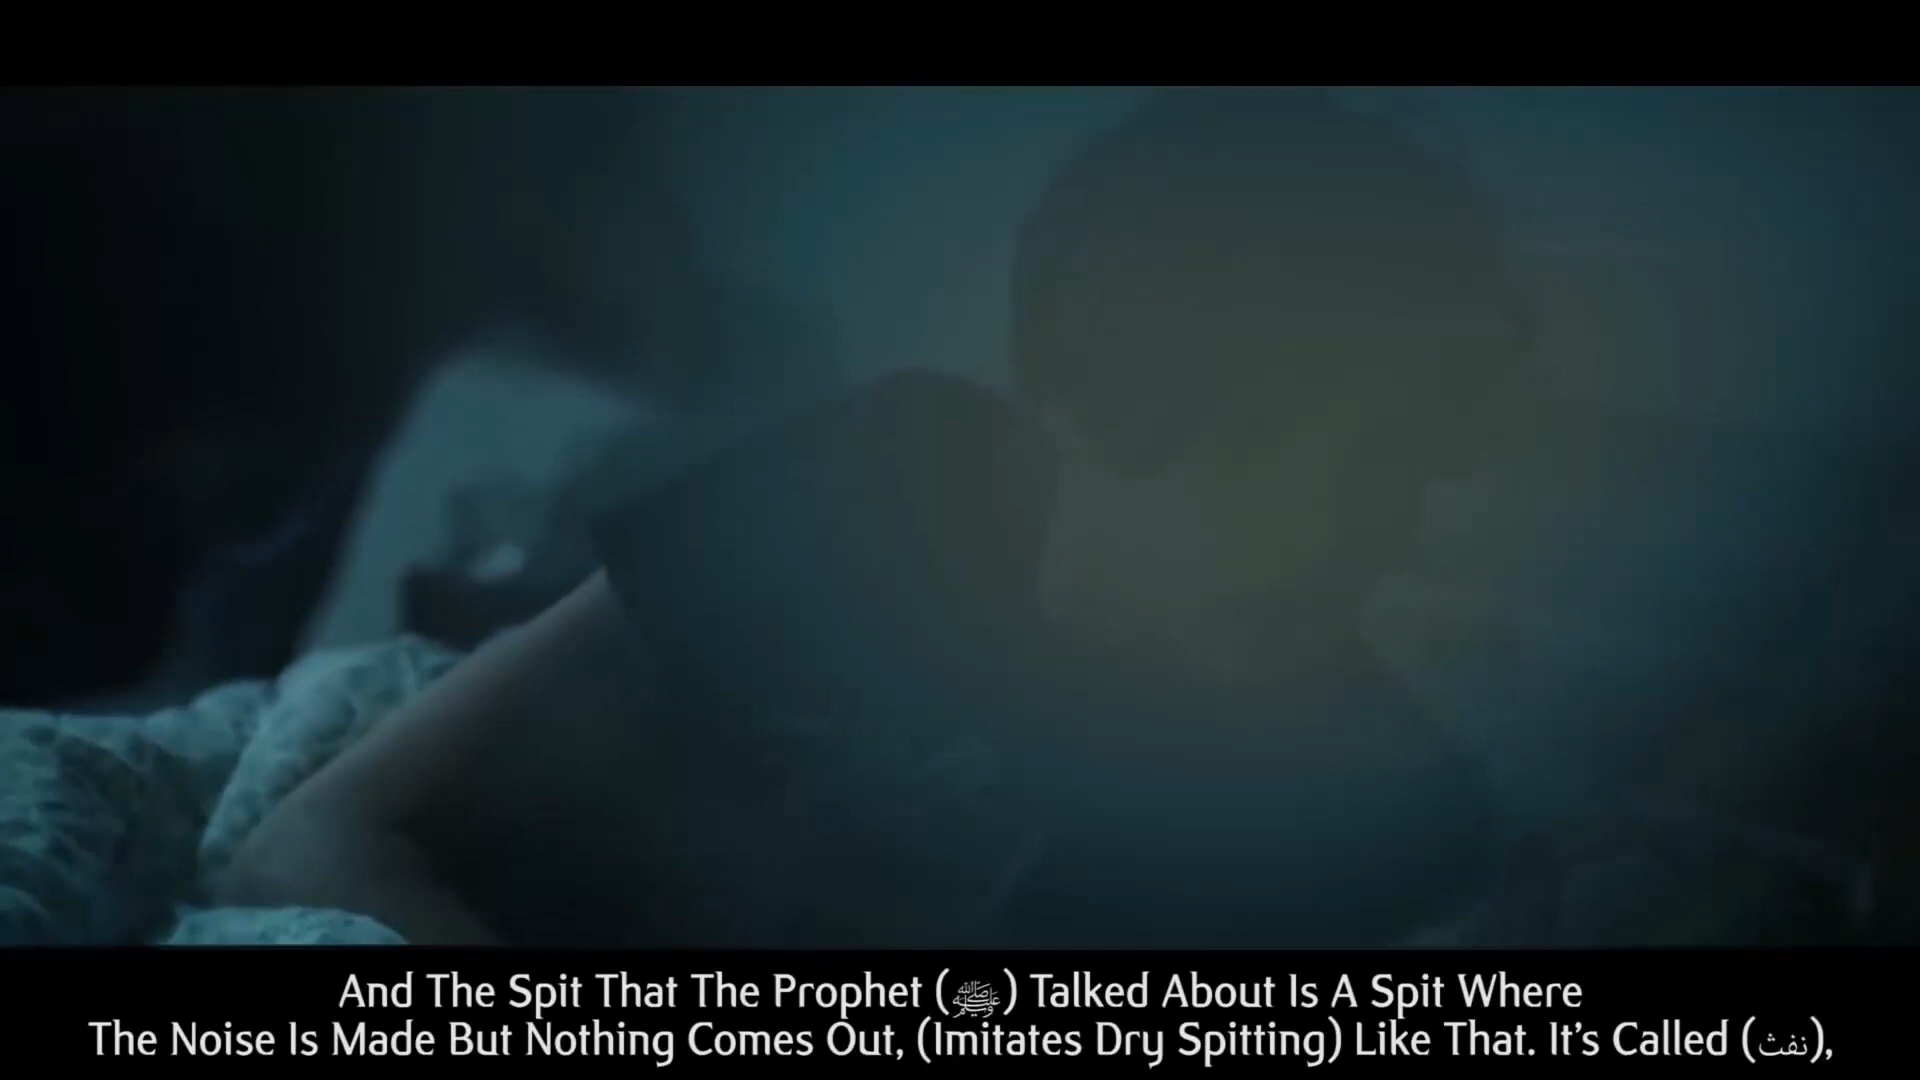 And The Spit That The Prophet (ﷺ) Talked About Is A Spit Where
The Noise Is Made But Nothing Comes Out, (Imitates Dry Spitting) Like That. It’s Called (نفث),